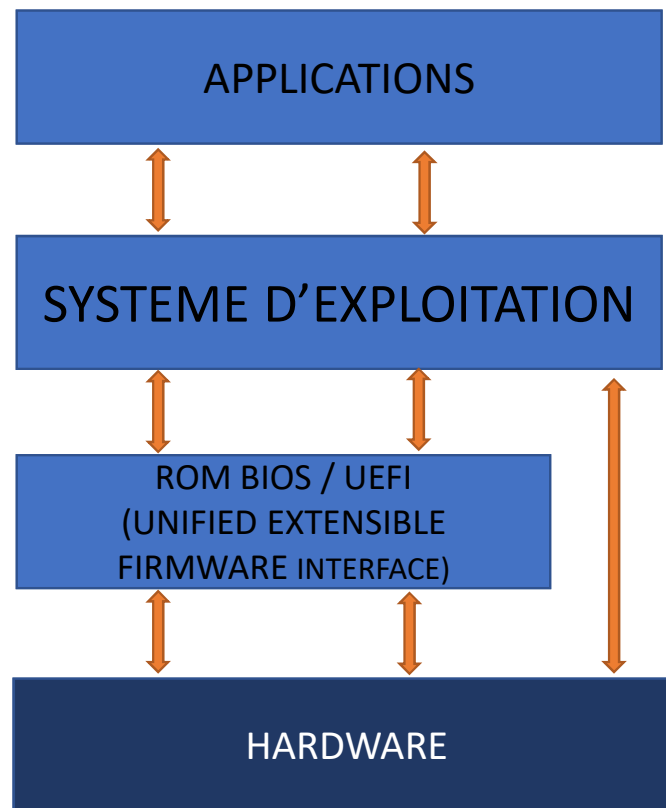 APPLICATIONS
SYSTEME D’EXPLOITATION
ROM BIOS / UEFI
(UNIFIED EXTENSIBLE
FIRMWARE INTERFACE)
HARDWARE